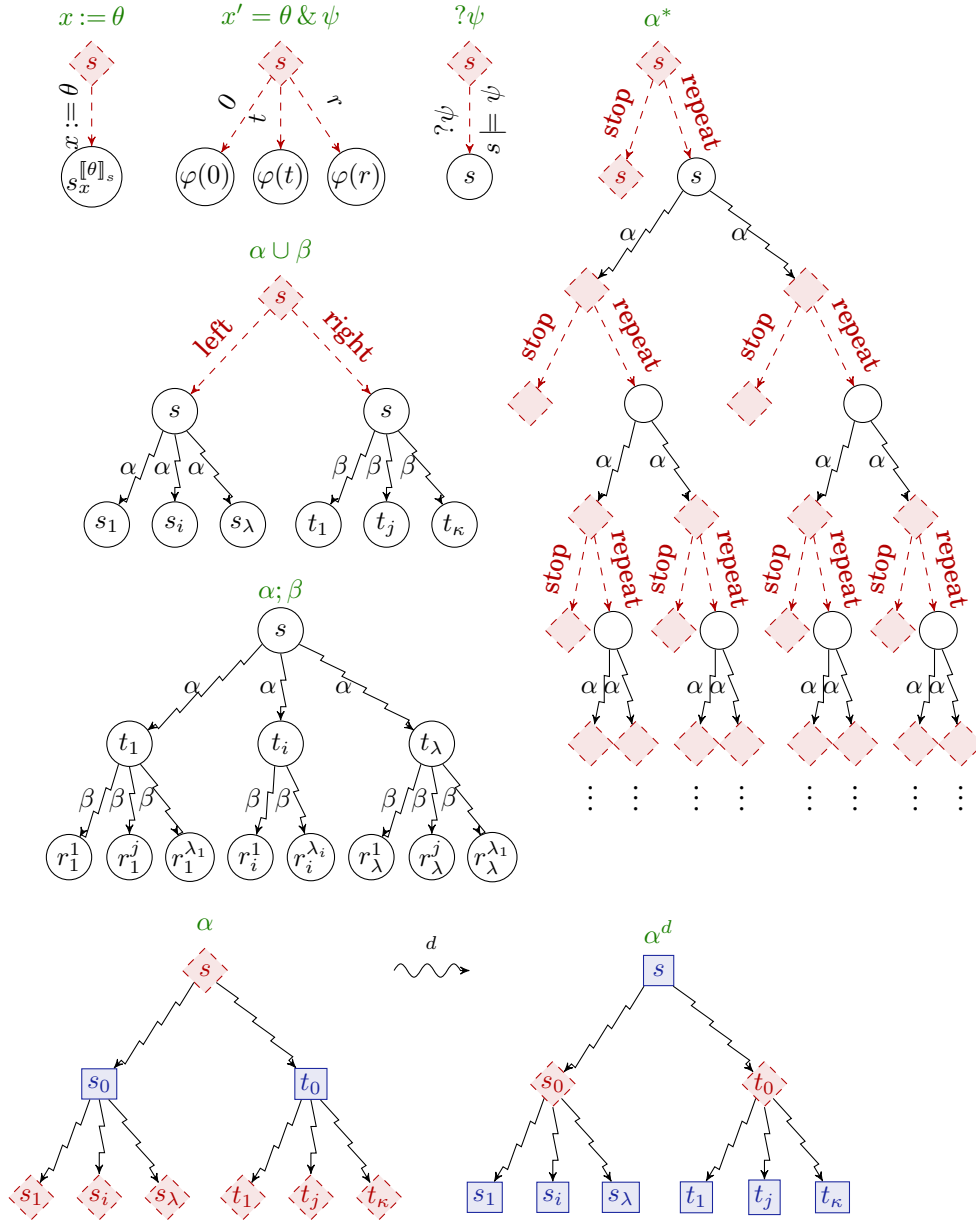 x := θ
x′ = θ & ψ
?ψ
α*
s
s
s
s
x := θ
0
t
r
?ψ
s ⊨ ψ
stop
repeat
s_x^{⟦θ⟧_s}
φ(0)
φ(t)
φ(r)
s
s
s
α
α
α ∪ β
s
left
right
stop
repeat
stop
repeat
s
s
α
α
α
β
β
β
α
α
α
α
s_1
s_i
s_λ
t_1
t_j
t_κ
stop
repeat
stop
repeat
stop
repeat
stop
repeat
α; β
s
α
α
α
α
α
α
α
α
α
α
α
t_1
t_i
t_λ
β
β
β
β
β
β
β
β
⋮
⋮
⋮
⋮
⋮
⋮
⋮
⋮
r_1^1
r_1^j
r_1^{λ_1}
r_i^1
r_i^{λ_i}
r_λ^1
r_λ^j
r_λ^{λ_1}
α
d
α^d
s
s
s_0
t_0
s_0
t_0
s_1
s_i
s_λ
t_1
t_j
t_κ
s_1
s_i
s_λ
t_1
t_j
t_κ